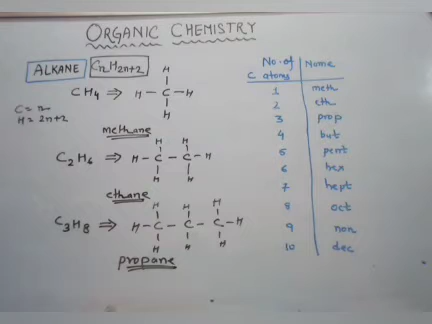 ORGANIC CHEMISTRY
ALKANE CnH2n+2
CH4 ⇒
H
H - C - H
H
C = n
H = 2n+2
methane
C2H6 ⇒
H H
H - C - C - H
H H
ethane
C3H8 ⇒
H H H
H - C - C - C - H
H H H
propane
No. of C atoms Name
1 meth
2 eth
3 prop
4 but
5 pent
6 hex
7 hept
8 oct
9 non
10 dec